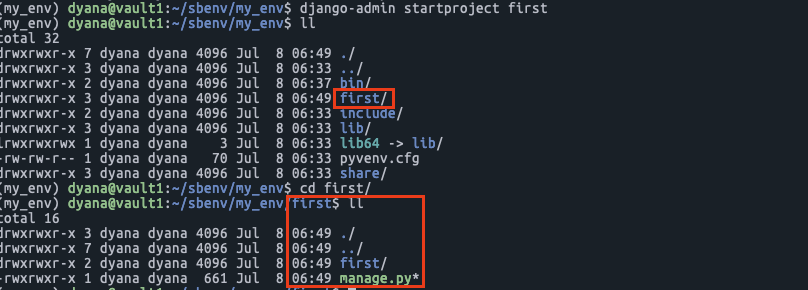 (my_env) dyana@vault1:~/sbenv/my_env$ django-admin startproject first
(my_env) dyana@vault1:~/sbenv/my_env$ ll
total 32
drwxrwxr-x 7 dyana dyana 4096 Jul  8 06:49 ./
drwxrwxr-x 3 dyana dyana 4096 Jul  8 06:33 ../
drwxrwxr-x 2 dyana dyana 4096 Jul  8 06:37 bin/
drwxrwxr-x 3 dyana dyana 4096 Jul  8 06:49 first/
drwxrwxr-x 2 dyana dyana 4096 Jul  8 06:33 include/
drwxrwxr-x 3 dyana dyana 4096 Jul  8 06:33 lib/
lrwxrwxrwx 1 dyana dyana    3 Jul  8 06:33 lib64 -> lib/
-rw-rw-r-- 1 dyana dyana   70 Jul  8 06:33 pyvenv.cfg
drwxrwxr-x 3 dyana dyana 4096 Jul  8 06:33 share/
(my_env) dyana@vault1:~/sbenv/my_env$ cd first/
(my_env) dyana@vault1:~/sbenv/my_env/first$ ll
total 16
drwxrwxr-x 3 dyana dyana 4096 Jul  8 06:49 ./
drwxrwxr-x 7 dyana dyana 4096 Jul  8 06:49 ../
drwxrwxr-x 2 dyana dyana 4096 Jul  8 06:49 first/
-rwxrwxr-x 1 dyana dyana  661 Jul  8 06:49 manage.py*